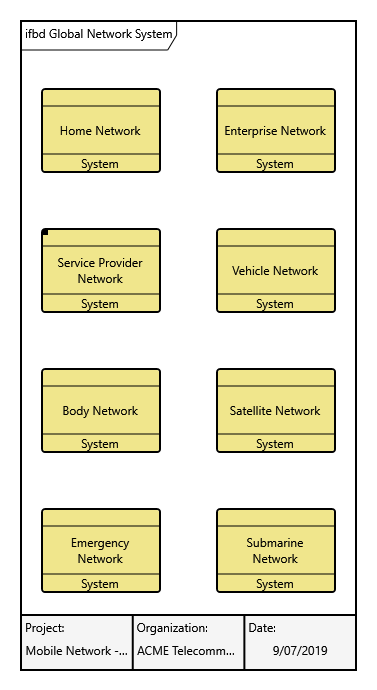 ifbd Global Network System
Home Network
System
Enterprise Network
System
Service Provider
Network
System
Vehicle Network
System
Body Network
System
Satellite Network
System
Emergency
Network
System
Submarine
Network
System
Project:
Mobile Network -...
Organization:
ACME Telecomm...
Date:
9/07/2019